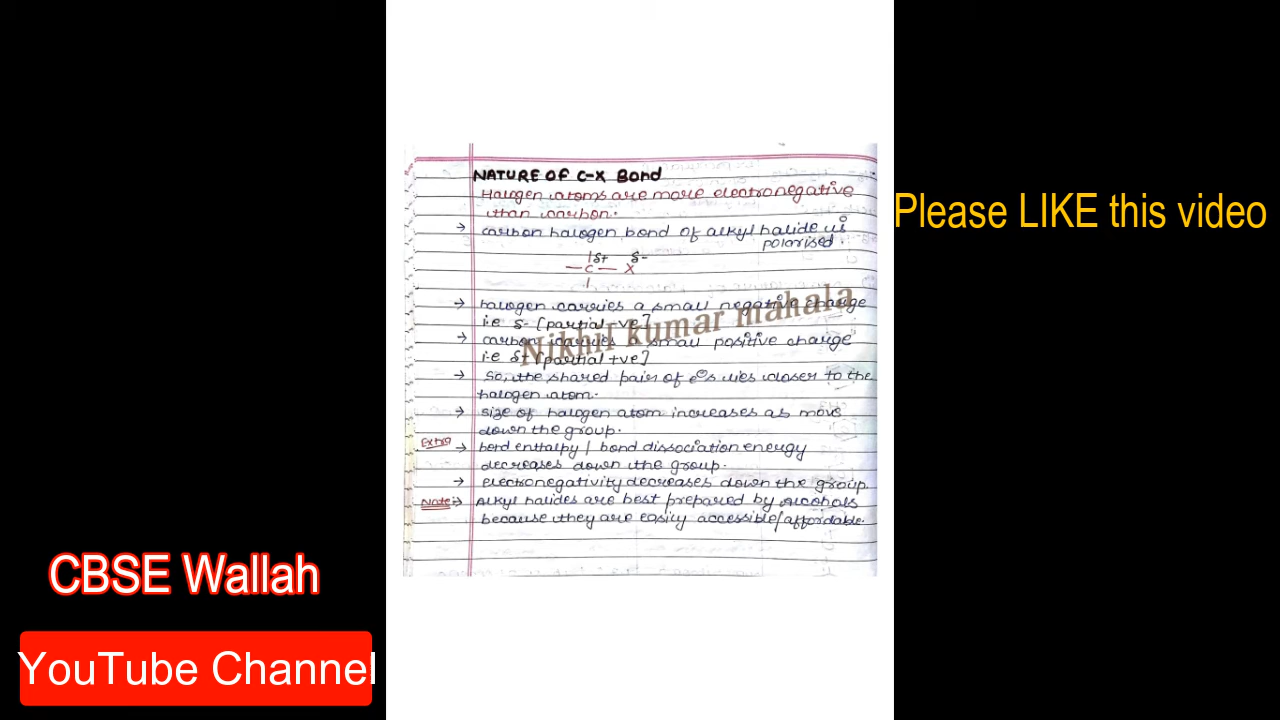 NATURE OF C-X Bond
Halogen atoms are more electronegative
than carbon.
→ carbon halogen bond of alkyl halide is
polarised.
| δ+ δ-
— C — X
|
→ halogen carries a small negative charge
i.e δ- [partial -ve]
→ carbon carries a small positive charge
i.e δ+ [partial +ve]
→ So, the shared pair of e⊖s lies closer to the
halogen atom.
→ size of halogen atom increases as move
down the group.
Extra → bond enthalpy / bond dissociation energy
decreases down the group.
→ electronegativity decreases down the group.
Note → Alkyl halides are best prepared by alcohols
because they are easily accessible/affordable.
Nikhil kumar mahala
Please LIKE this video
CBSE Wallah
YouTube Channel